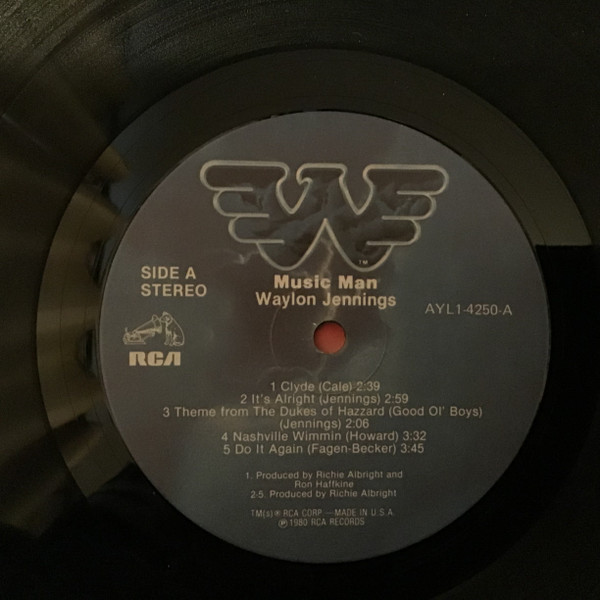 W
TM
Music Man
Waylon Jennings
SIDE A
STEREO
AYL1-4250-A
RCA
1 Clyde (Cale) 2:39
2 It's Alright (Jennings) 2:59
3 Theme from The Dukes of Hazzard (Good Ol' Boys)
(Jennings) 2:06
4 Nashville Wimmin (Howard) 3:32
5 Do It Again (Fagen-Becker) 3:45
1. Produced by Richie Albright and
Ron Haffkine
2-5. Produced by Richie Albright
TM(s) ® RCA CORP.—MADE IN U.S.A.
℗ 1980 RCA RECORDS